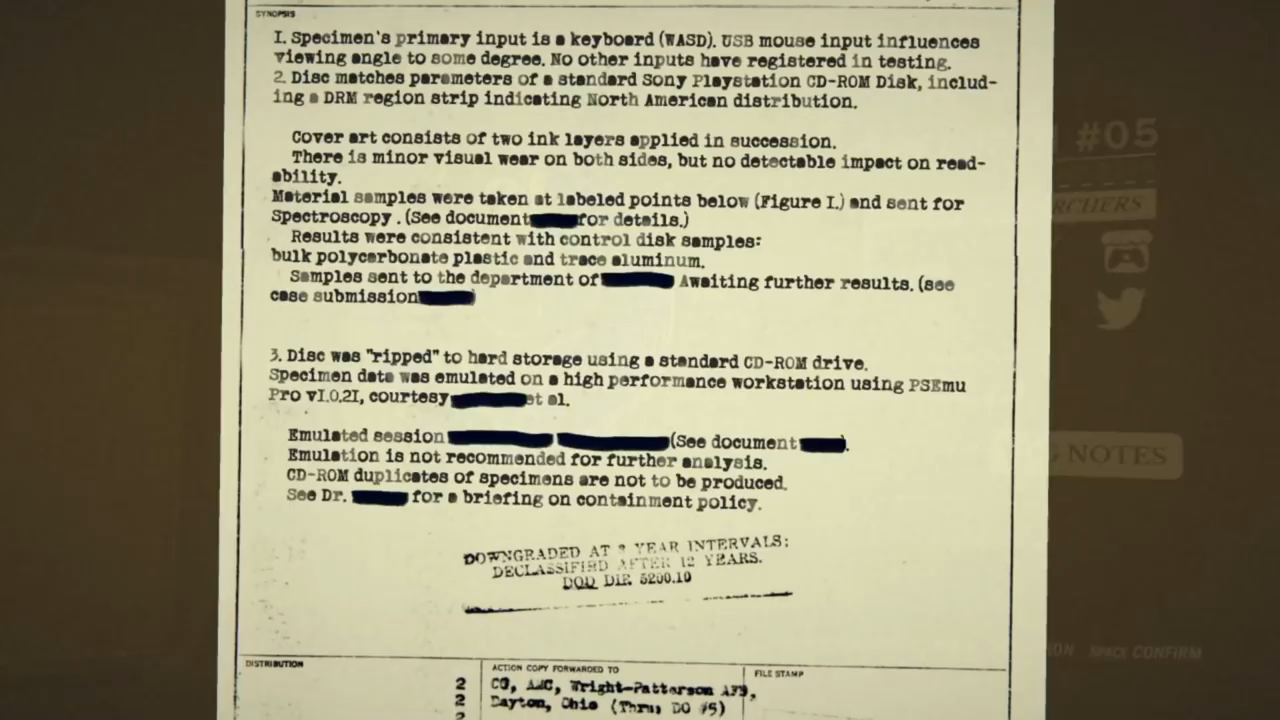 SYNOPSIS
1. Specimen's primary input is a keyboard (WASD). USB mouse input influences
viewing angle to some degree. No other inputs have registered in testing.
2. Disc matches parameters of a standard Sony Playstation CD-ROM Disk, includ-
ing a DRM region strip indicating North American distribution.
Cover art consists of two ink layers applied in succession.
There is minor visual wear on both sides, but no detectable impact on read-
ability.
Material samples were taken at labeled points below (Figure 1.) and sent for
Spectroscopy. (See document for details.)
Results were consistent with control disk samples:
bulk polycarbonate plastic and trace aluminum.
Samples sent to the department of Awaiting further results. (see
case submission )
3. Disc was "ripped" to hard storage using a standard CD-ROM drive.
Specimen data was emulated on a high performance workstation using PSEmu
Pro v1.0.21, courtesy et al.
Emulated session (See document ).
Emulation is not recommended for further analysis.
CD-ROM duplicates of specimens are not to be produced.
See Dr. for a briefing on containment policy.
DOWNGRADED AT YEAR INTERVALS;
DECLASSIFIED AFTER 12 YEARS.
DOD DIR 5200.10
DISTRIBUTION
ACTION COPY FORWARDED TO
FILE STAMP
2 CO, AMC, Wright-Patterson AFB,
2 Dayton, Ohio (Thru: DO #5)
#05
RCHERS
NOTES
ION SPACE CONFIRM